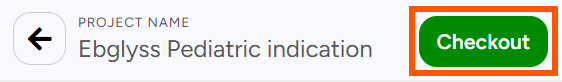 PROJECT NAME
Ebglyss Pediatric indication
Checkout